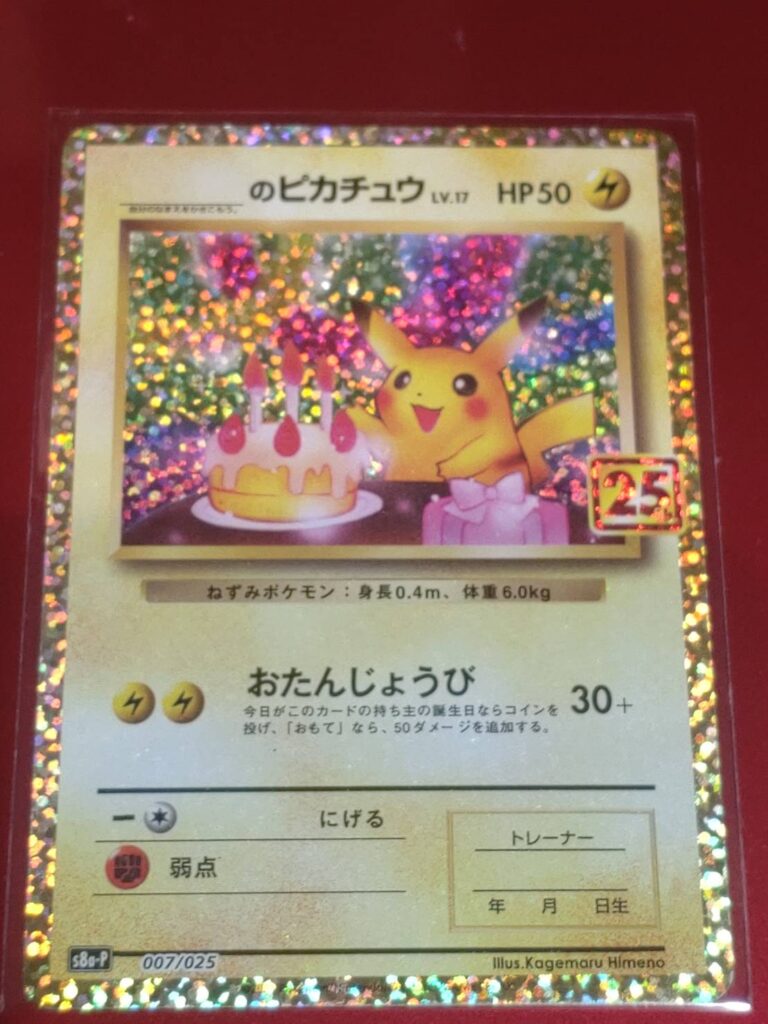 のピカチュウ LV.17 HP50
自分のなまえをかきこもう。
25
ねずみポケモン：身長0.4m、体重6.0kg
おたんじょうび 30+
今日がこのカードの持ち主の誕生日ならコインを
投げ、「おもて」なら、50ダメージを追加する。
ー にげる
弱点
トレーナー
年 月 日生
s8a-P 007/025
Illus.Kagemaru Himeno